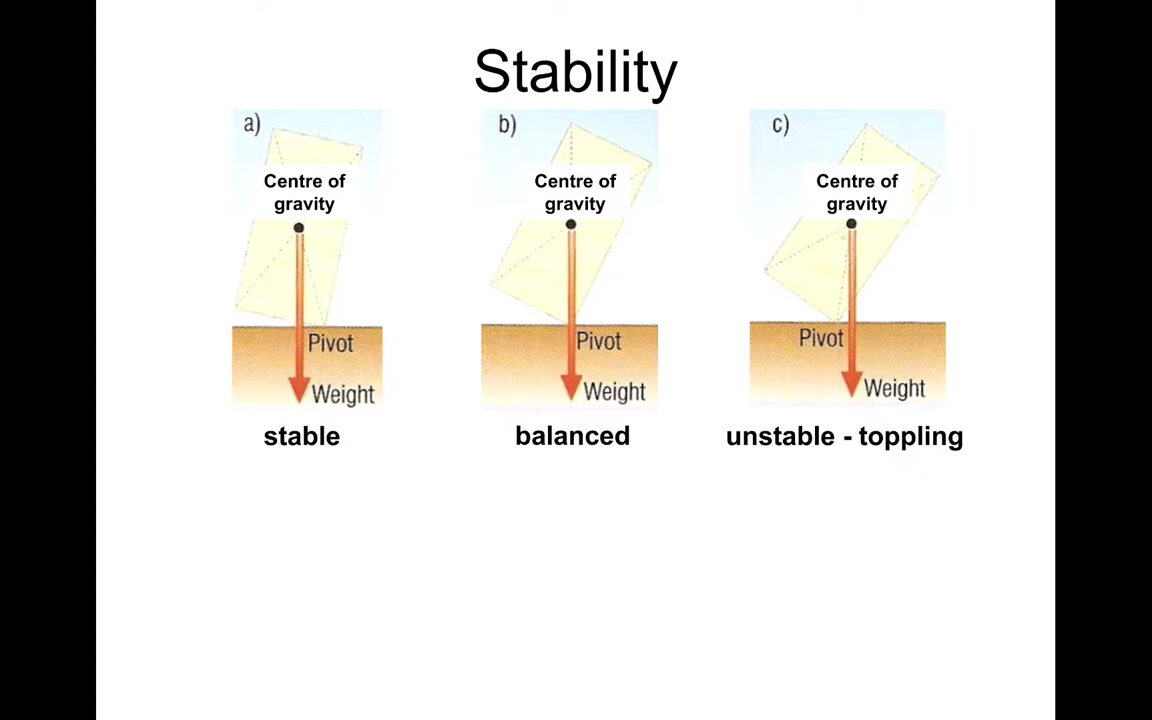 Stability
a)
Centre of
gravity
Pivot
Weight
stable
b)
Centre of
gravity
Pivot
Weight
balanced
c)
Centre of
gravity
Pivot
Weight
unstable - toppling